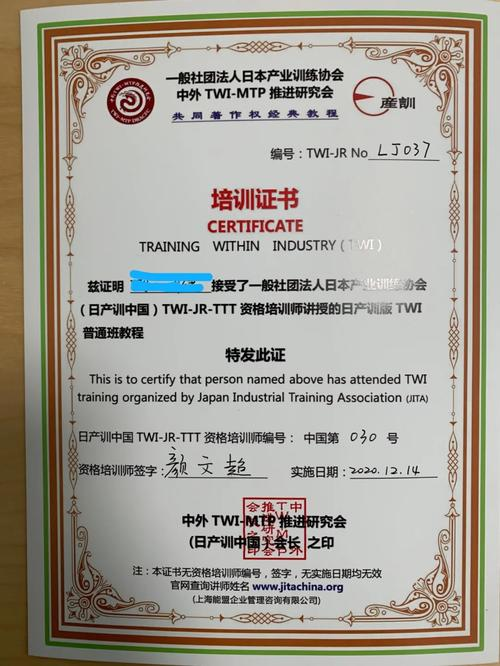 一般社团法人日本产业训练协会
中外 TWI-MTP 推进研究会
共同著作权经典教程
産訓
编号：TWI-JR No LJ037
培训证书
CERTIFICATE
TRAINING WITHIN INDUSTRY（TWI）
兹证明 接受了一般社团法人日本产业训练协会
（日产训中国）TWI-JR-TTT 资格培训师讲授的日产训版 TWI
普通班教程
特发此证
This is to certify that person named above has attended TWI
training organized by Japan Industrial Training Association (JITA)
日产训中国 TWI-JR-TTT 资格培训师编号： 中国第 030 号
资格培训师签字： 颜文超 实施日期： 2020.12.14
中外 TWI-MTP 推进研究会
（日产训中国）会长 之印
注：本证书无资格培训师编号，签字，无实施日期均无效
官网查询讲师姓名 www.jitachina.org
（上海能盟企业管理咨询有限公司）